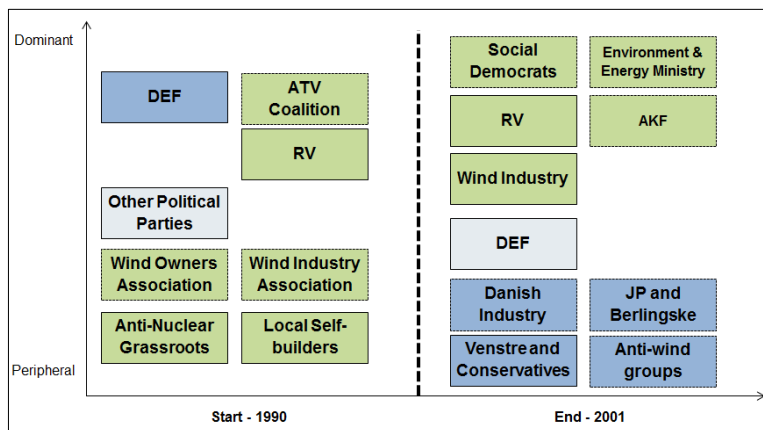 Dominant
DEF
ATV
Coalition
RV
Other Political
Parties
Wind Owners
Association
Wind Industry
Association
Anti-Nuclear
Grassroots
Local Self-
builders
Peripheral
Social
Democrats
Environment &
Energy Ministry
RV
AKF
Wind Industry
DEF
Danish
Industry
JP and
Berlingske
Venstre and
Conservatives
Anti-wind
groups
Start - 1990
End - 2001